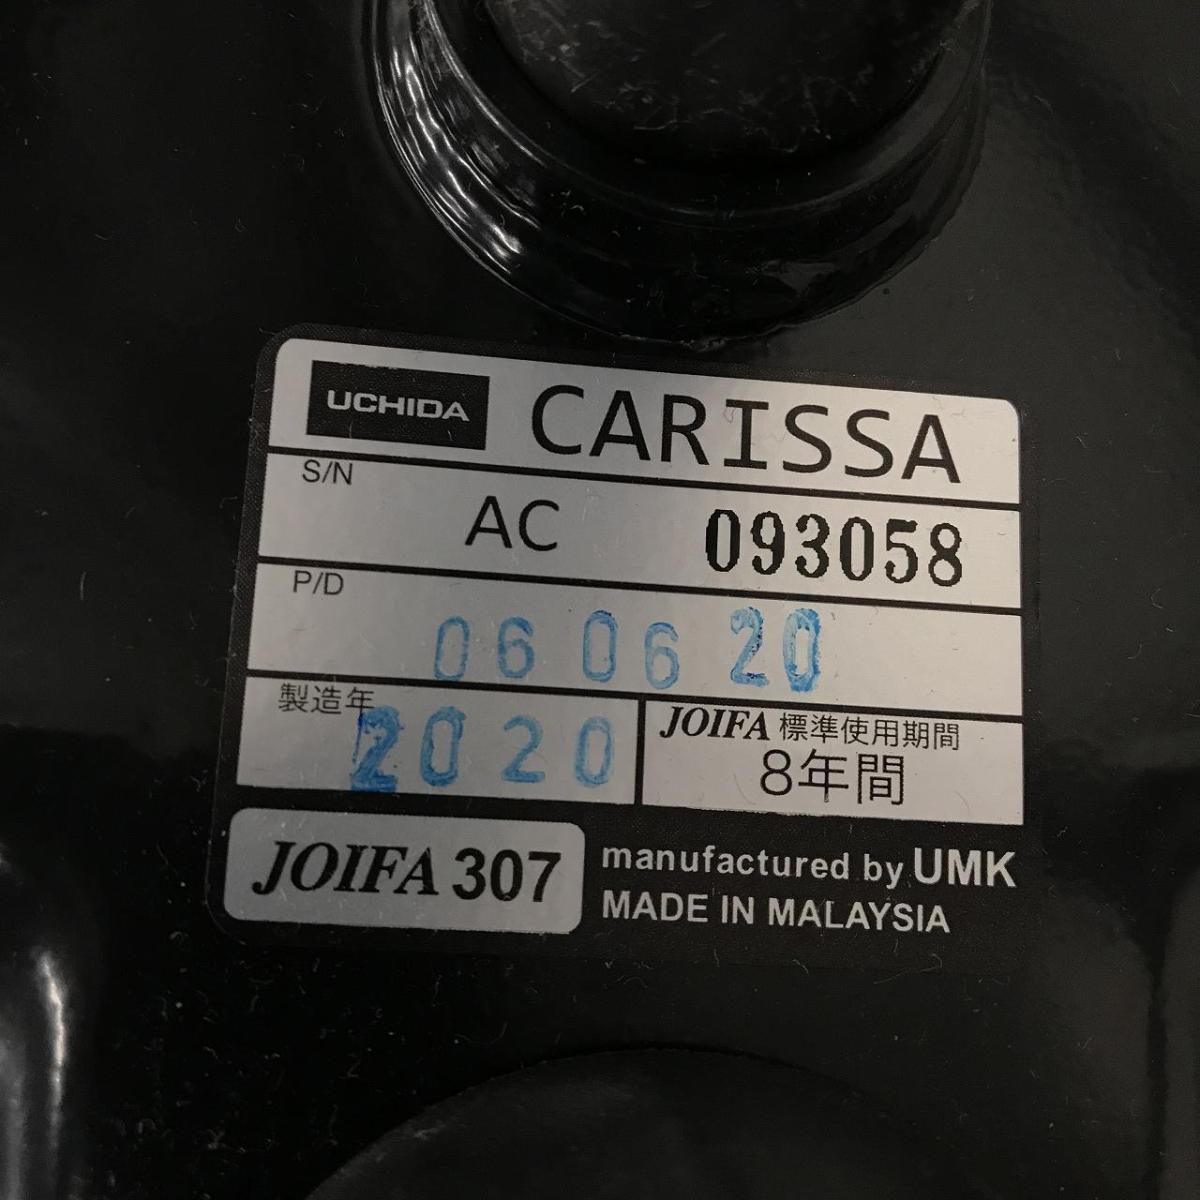 UCHIDA CARISSA
S/N AC 093058
P/D 06 06 20
製造年 2020
JOIFA 標準使用期間
8年間
JOIFA 307
manufactured by UMK
MADE IN MALAYSIA